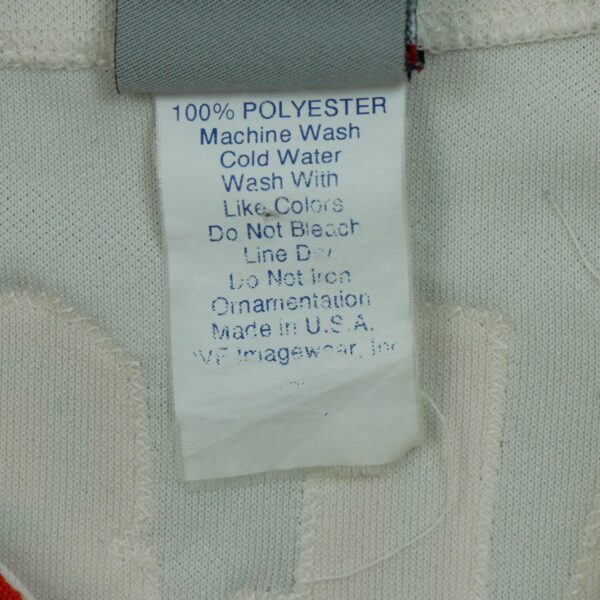 100% POLYESTER
Machine Wash
Cold Water
Wash With
Like Colors
Do Not Bleach
Line Dry
Do Not Iron
Ornamentation
Made in U.S.A.
VF Imagewear, Inc